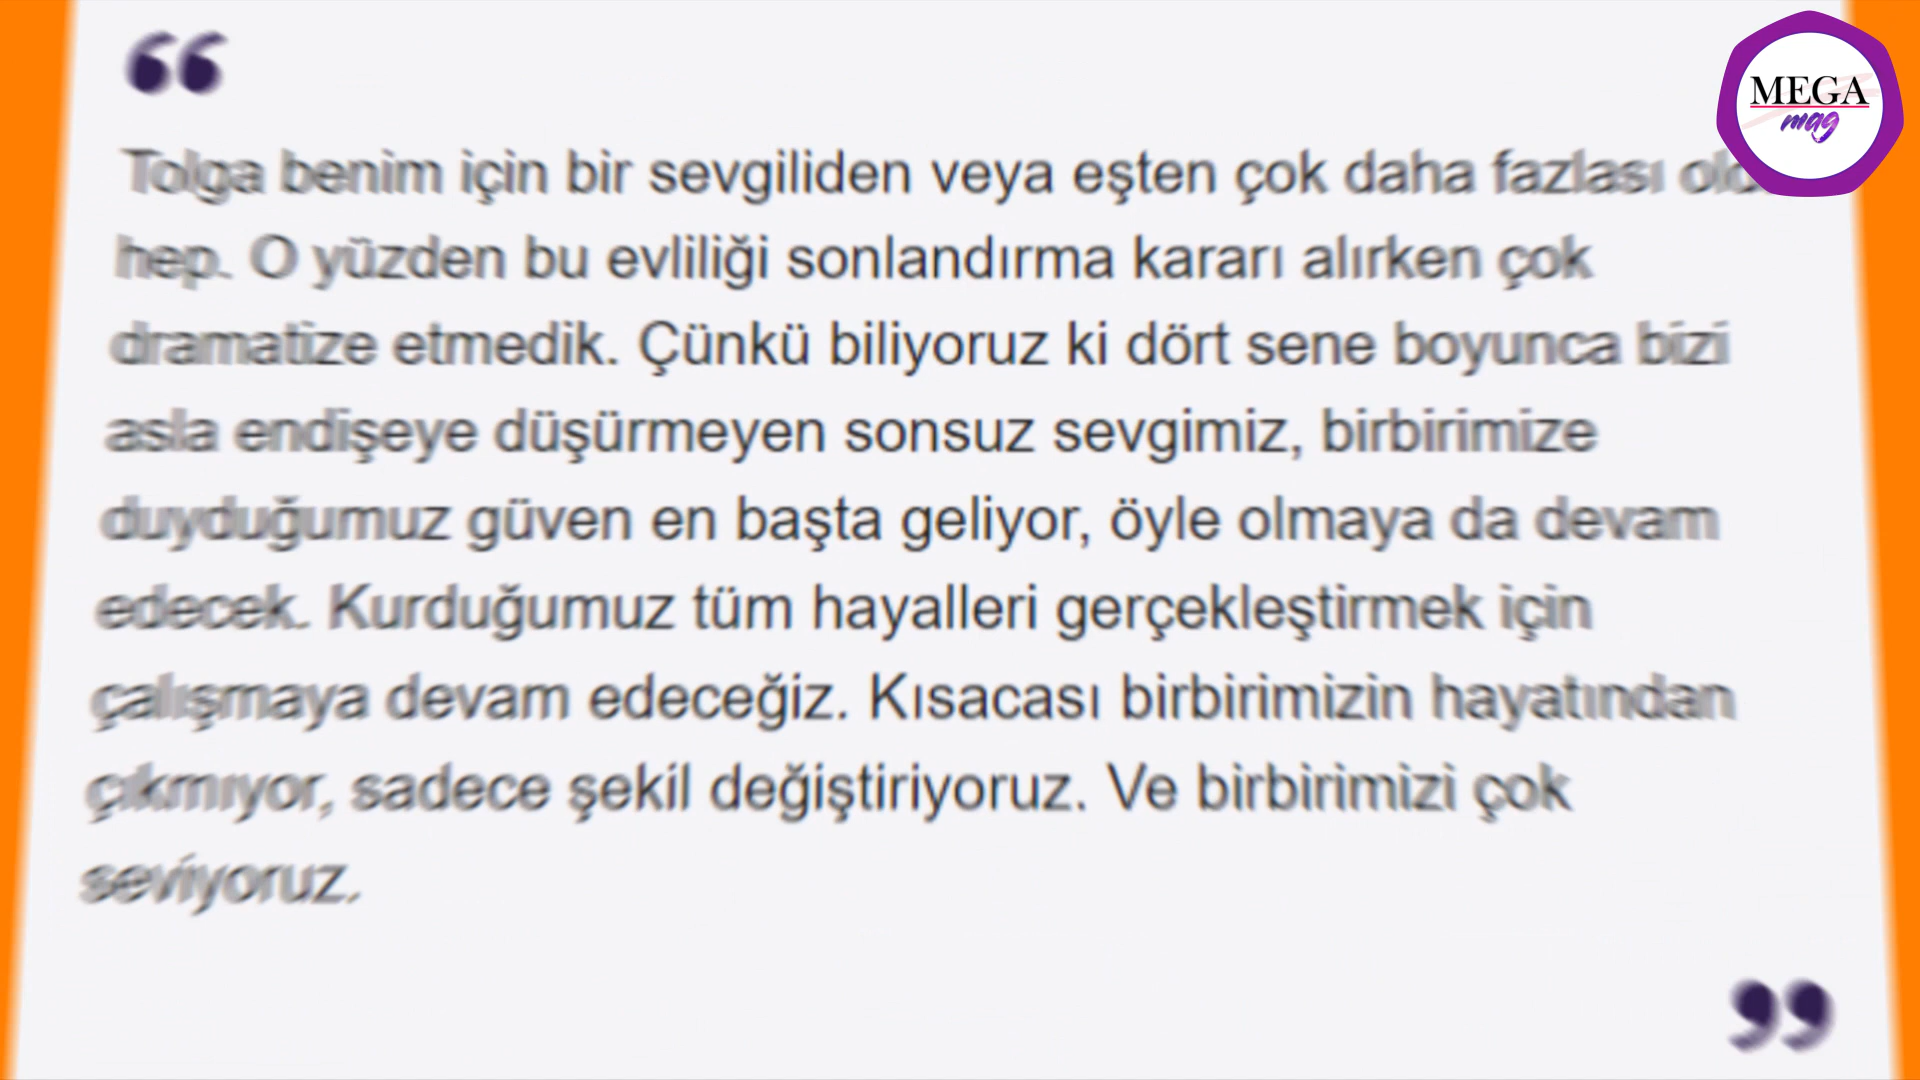 Tolga benim için bir sevgiliden veya eşten çok daha fazlası
hep. O yüzden bu evliliği sonlandırma kararı alırken çok
dramatize etmedik. Çünkü biliyoruz ki dört sene boyunca bizi
asla endişeye düşürmeyen sonsuz sevgimiz, birbirimize
duyduğumuz güven en başta geliyor, öyle olmaya da devam
edecek. Kurduğumuz tüm hayalleri gerçekleştirmek için
çalışmaya devam edeceğiz. Kısacası birbirimizin hayatından
çıkmıyor, sadece şekil değiştiriyoruz. Ve birbirimizi çok
seviyoruz.
MEGA
mag